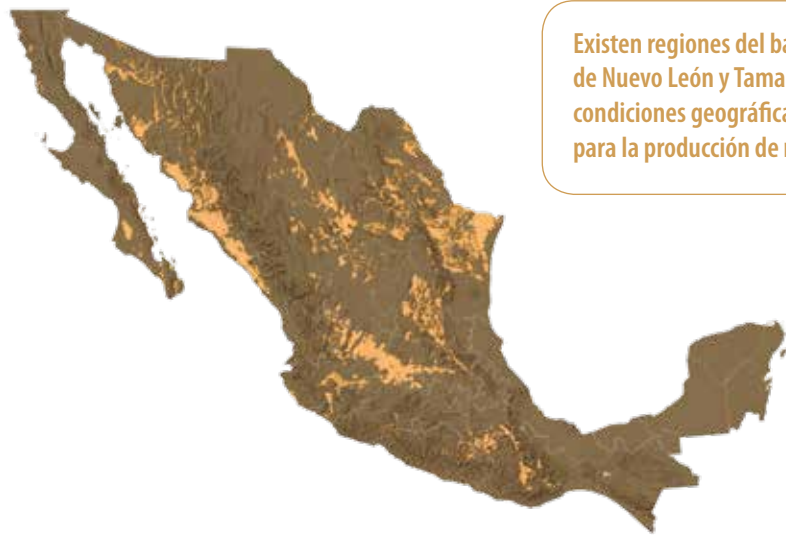 Existen regiones del ba
de Nuevo León y Tama
condiciones geográfica
para la producción de